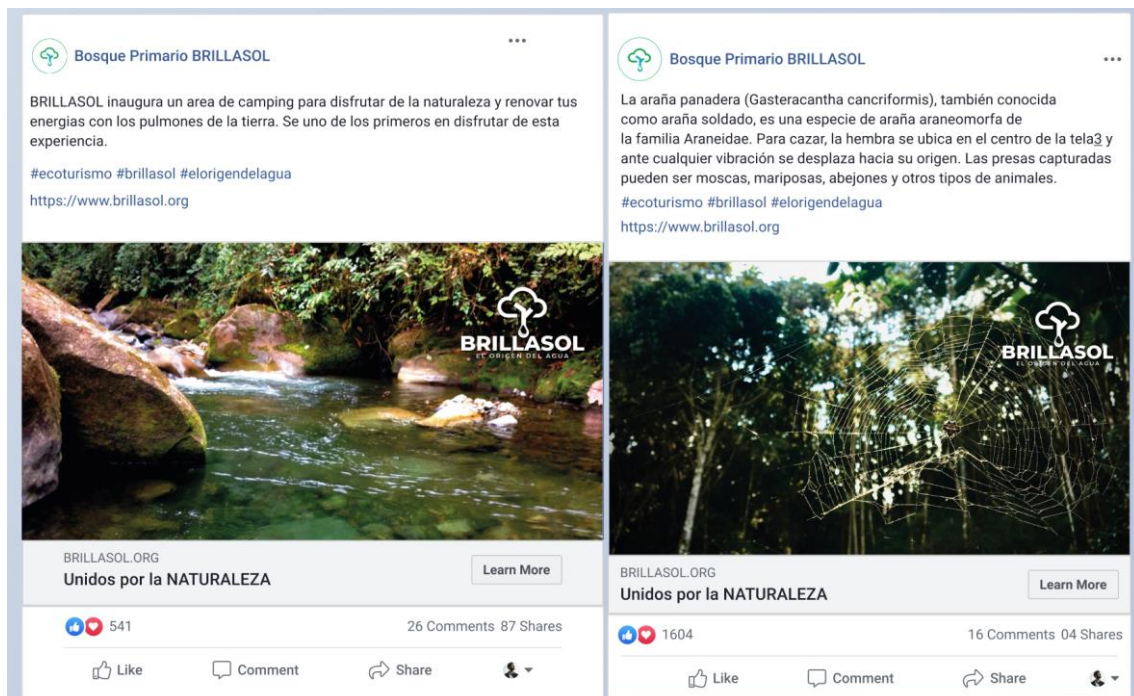 Bosque Primario BRILLASOL
BRILLASOL inaugura un area de camping para disfrutar de la naturaleza y renovar tus
energias con los pulmones de la tierra. Se uno de los primeros en disfrutar de esta
experiencia.
#ecoturismo #brillasol #elorigendelagua
https://www.brillasol.org
BRILLASOL
EL ORIGEN DEL AGUA
BRILLASOL.ORG
Unidos por la NATURALEZA
Learn More
541
26 Comments 87 Shares
Like Comment Share
Bosque Primario BRILLASOL
La araña panadera (Gasteracantha cancriformis), también conocida
como araña soldado, es una especie de araña araneomorfa de
la familia Araneidae. Para cazar, la hembra se ubica en el centro de la tela3 y
ante cualquier vibración se desplaza hacia su origen. Las presas capturadas
pueden ser moscas, mariposas, abejones y otros tipos de animales.
#ecoturismo #brillasol #elorigendelagua
https://www.brillasol.org
BRILLASOL
EL ORIGEN DEL AGUA
BRILLASOL.ORG
Unidos por la NATURALEZA
Learn More
1604
16 Comments 04 Shares
Like Comment Share